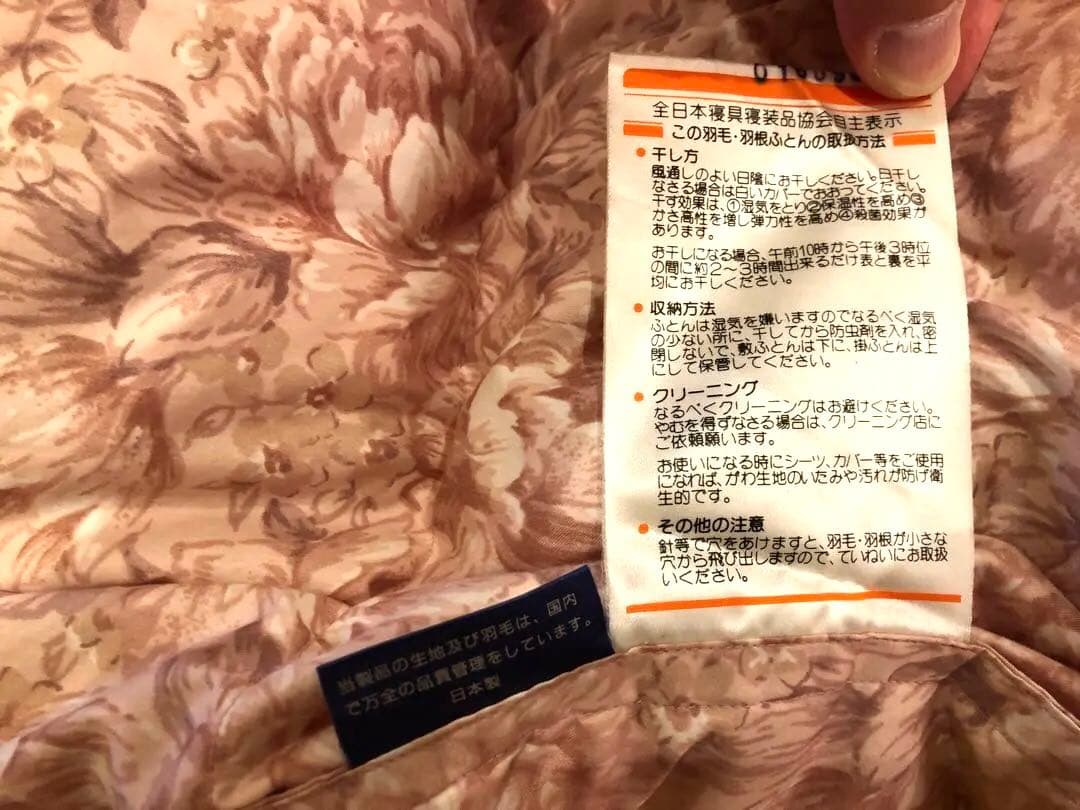 全日本寝具寝装品協会自主表示
この羽毛・羽根ふとんの取扱方法
●干し方
風通しのよい日陰にお干しください。日干し
なさる場合は白いカバーでおおってください。
干す効果は、①湿気をとり②保温性を高め③
かさ高性を増し弾力性を高め④殺菌効果が
あります。
お干しになる場合、午前10時から午後3時位
の間に約2～3時間出来るだけ表と裏を平
均にお干しください。
●収納方法
ふとんは湿気を嫌いますのでなるべく湿気
の少ない所に、干してから防虫剤を入れ、密
閉しないで、敷ふとんは下に、掛ふとんは上
にして保管してください。
●クリーニング
なるべくクリーニングはお避けください。
やむを得ずなさる場合は、クリーニング店に
ご依頼願います。
お使いになる時にシーツ、カバー等をご使用
になれば、がわ生地のいたみや汚れが防げ衛
生的です。
●その他の注意
針等で穴をあけますと、羽毛・羽根が小さな
穴から飛び出しますので、ていねいにお取扱
いください。
当製品の生地及び羽毛は、国内
で万全の品質管理をしています。
日本製